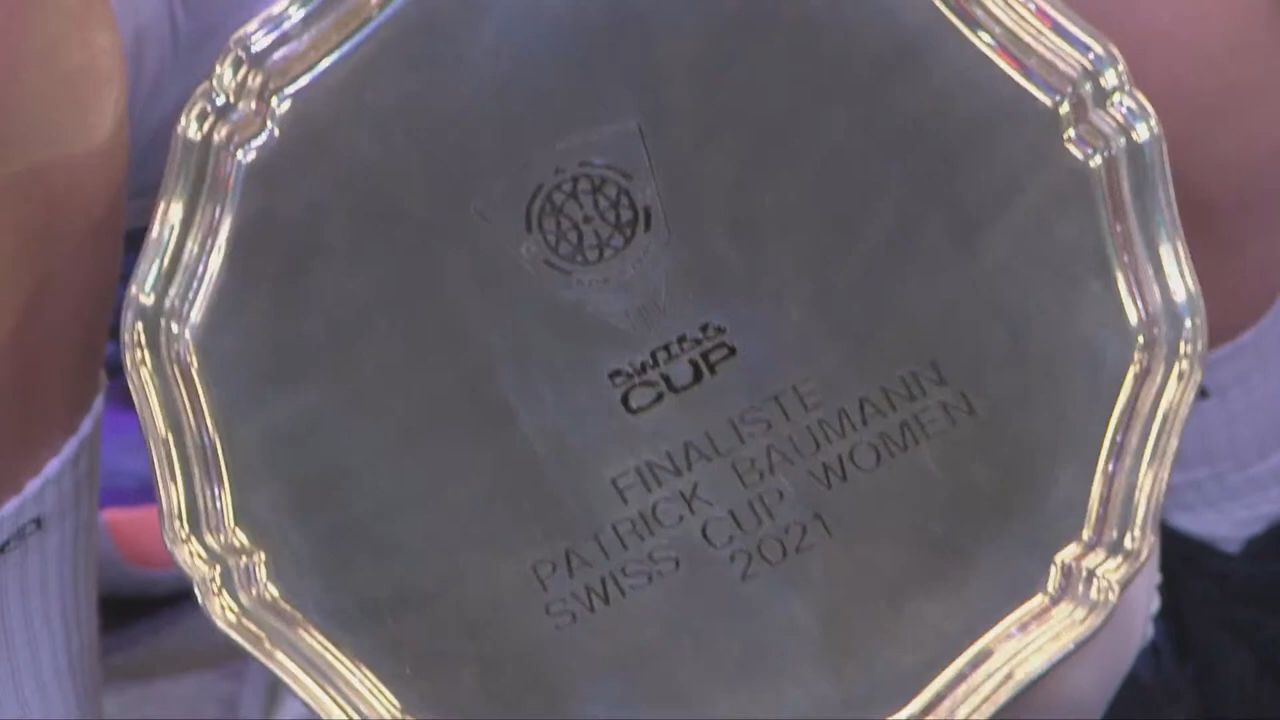 SWISS
CUP
FINALISTE
PATRICK BAUMANN
SWISS CUP WOMEN
2021